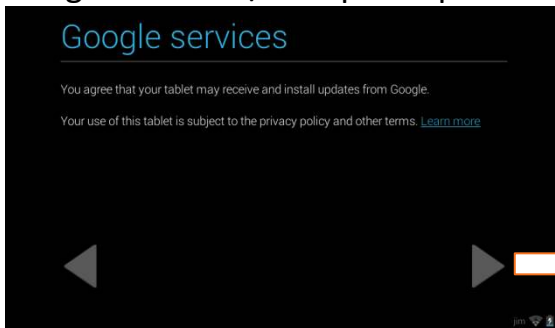 Google services
You agree that your tablet may receive and install updates from Google.
Your use of this tablet is subject to the privacy policy and other terms. Learn more
jim